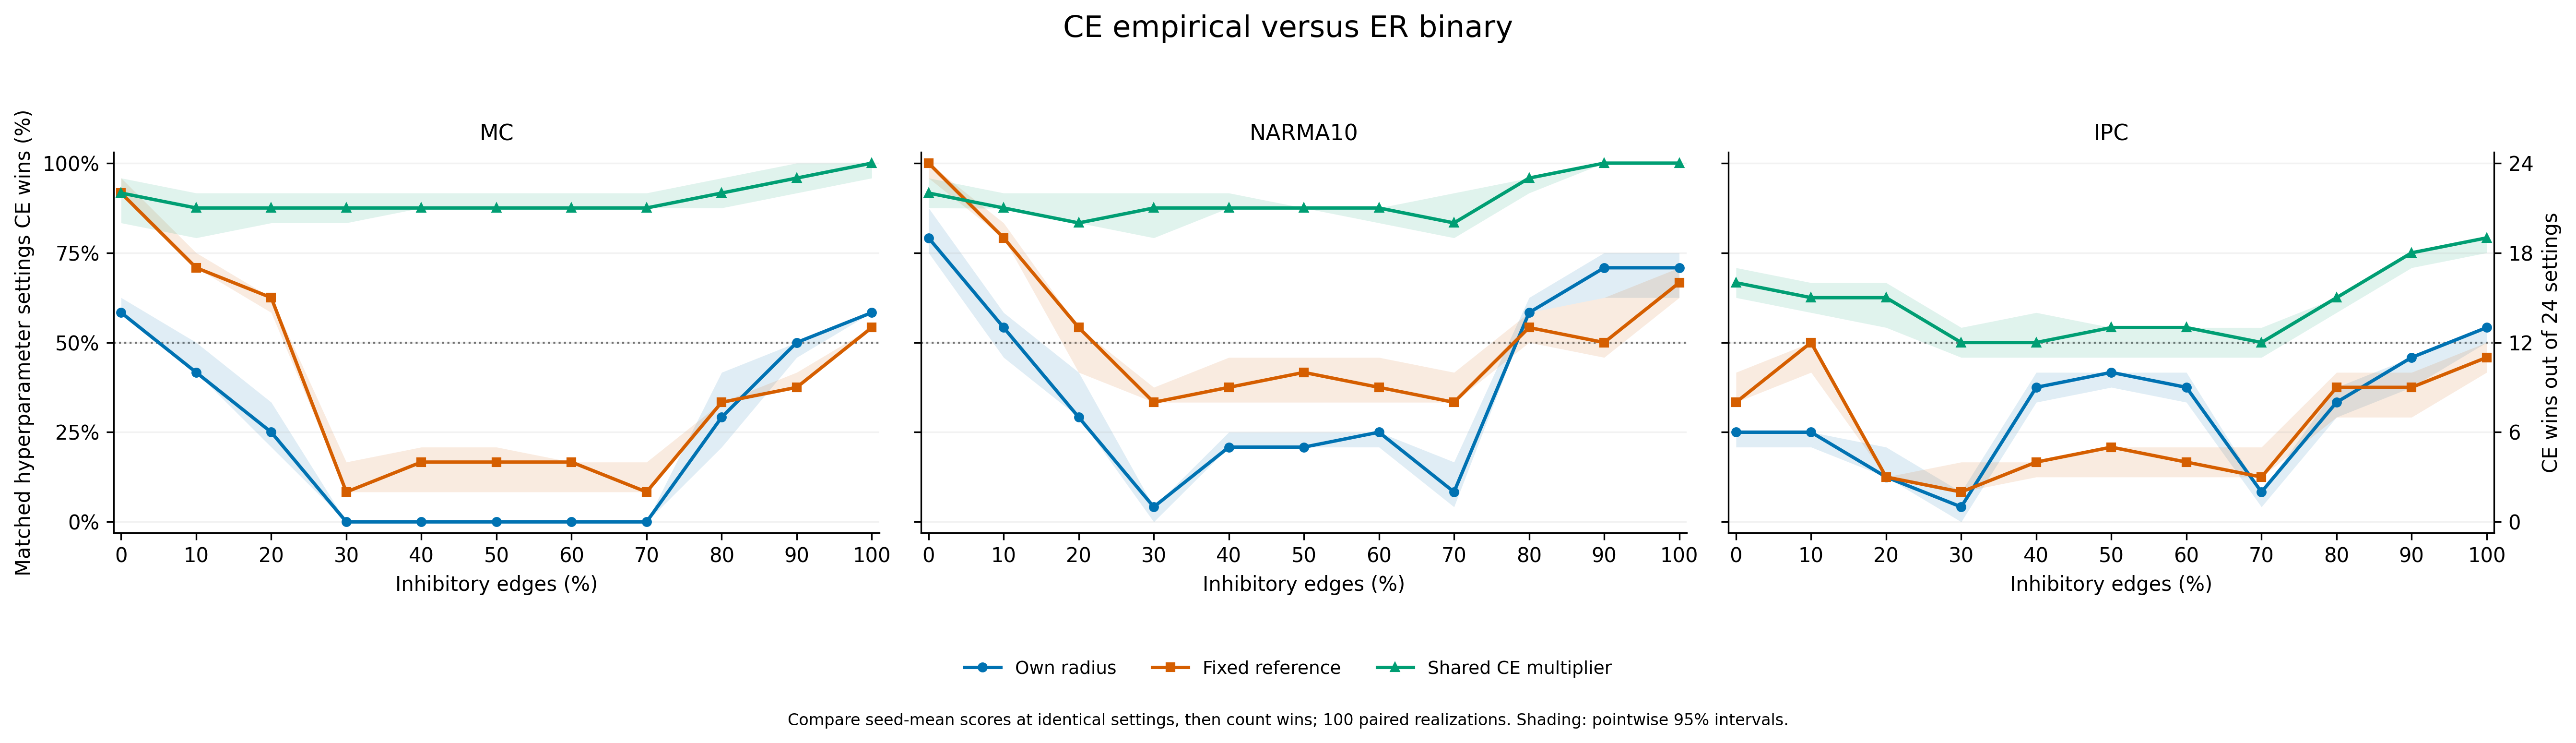 CE empirical versus ER binary
MC
NARMA10
IPC
Matched hyperparameter settings CE wins (%)
100%
75%
50%
25%
0%
0 10 20 30 40 50 60 70 80 90 100
Inhibitory edges (%)
0 10 20 30 40 50 60 70 80 90 100
Inhibitory edges (%)
0 10 20 30 40 50 60 70 80 90 100
Inhibitory edges (%)
24
18
12
6
0
CE wins out of 24 settings
Own radius
Fixed reference
Shared CE multiplier
Compare seed-mean scores at identical settings, then count wins; 100 paired realizations. Shading: pointwise 95% intervals.